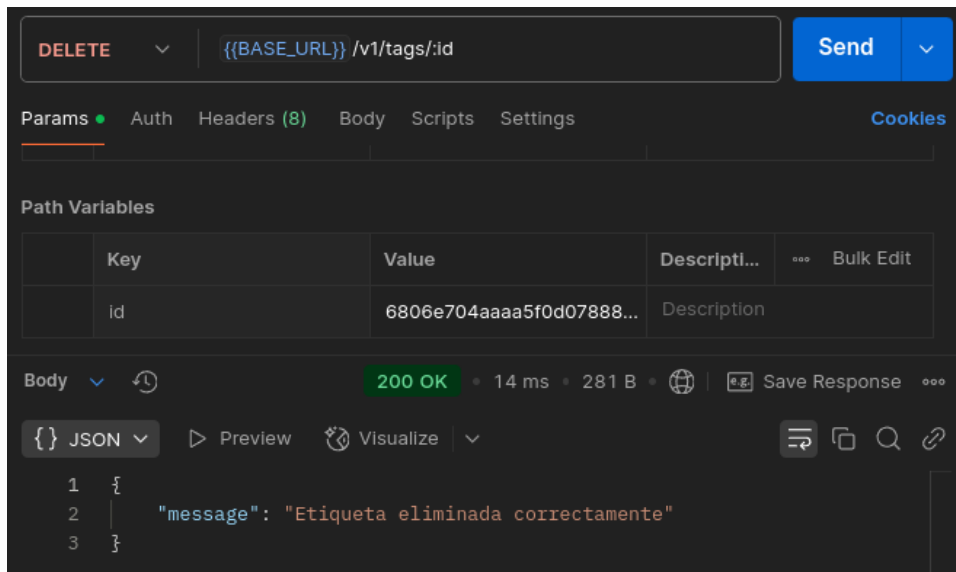 DELETE {{BASE_URL}} /v1/tags/:id Send
Params Auth Headers (8) Body Scripts Settings Cookies
Path Variables
Key Value Descripti... Bulk Edit
id 6806e704aaaa5f0d07888... Description
Body 200 OK 14 ms 281 B e.g. Save Response
{} JSON Preview Visualize
1 {
2 "message": "Etiqueta eliminada correctamente"
3 }